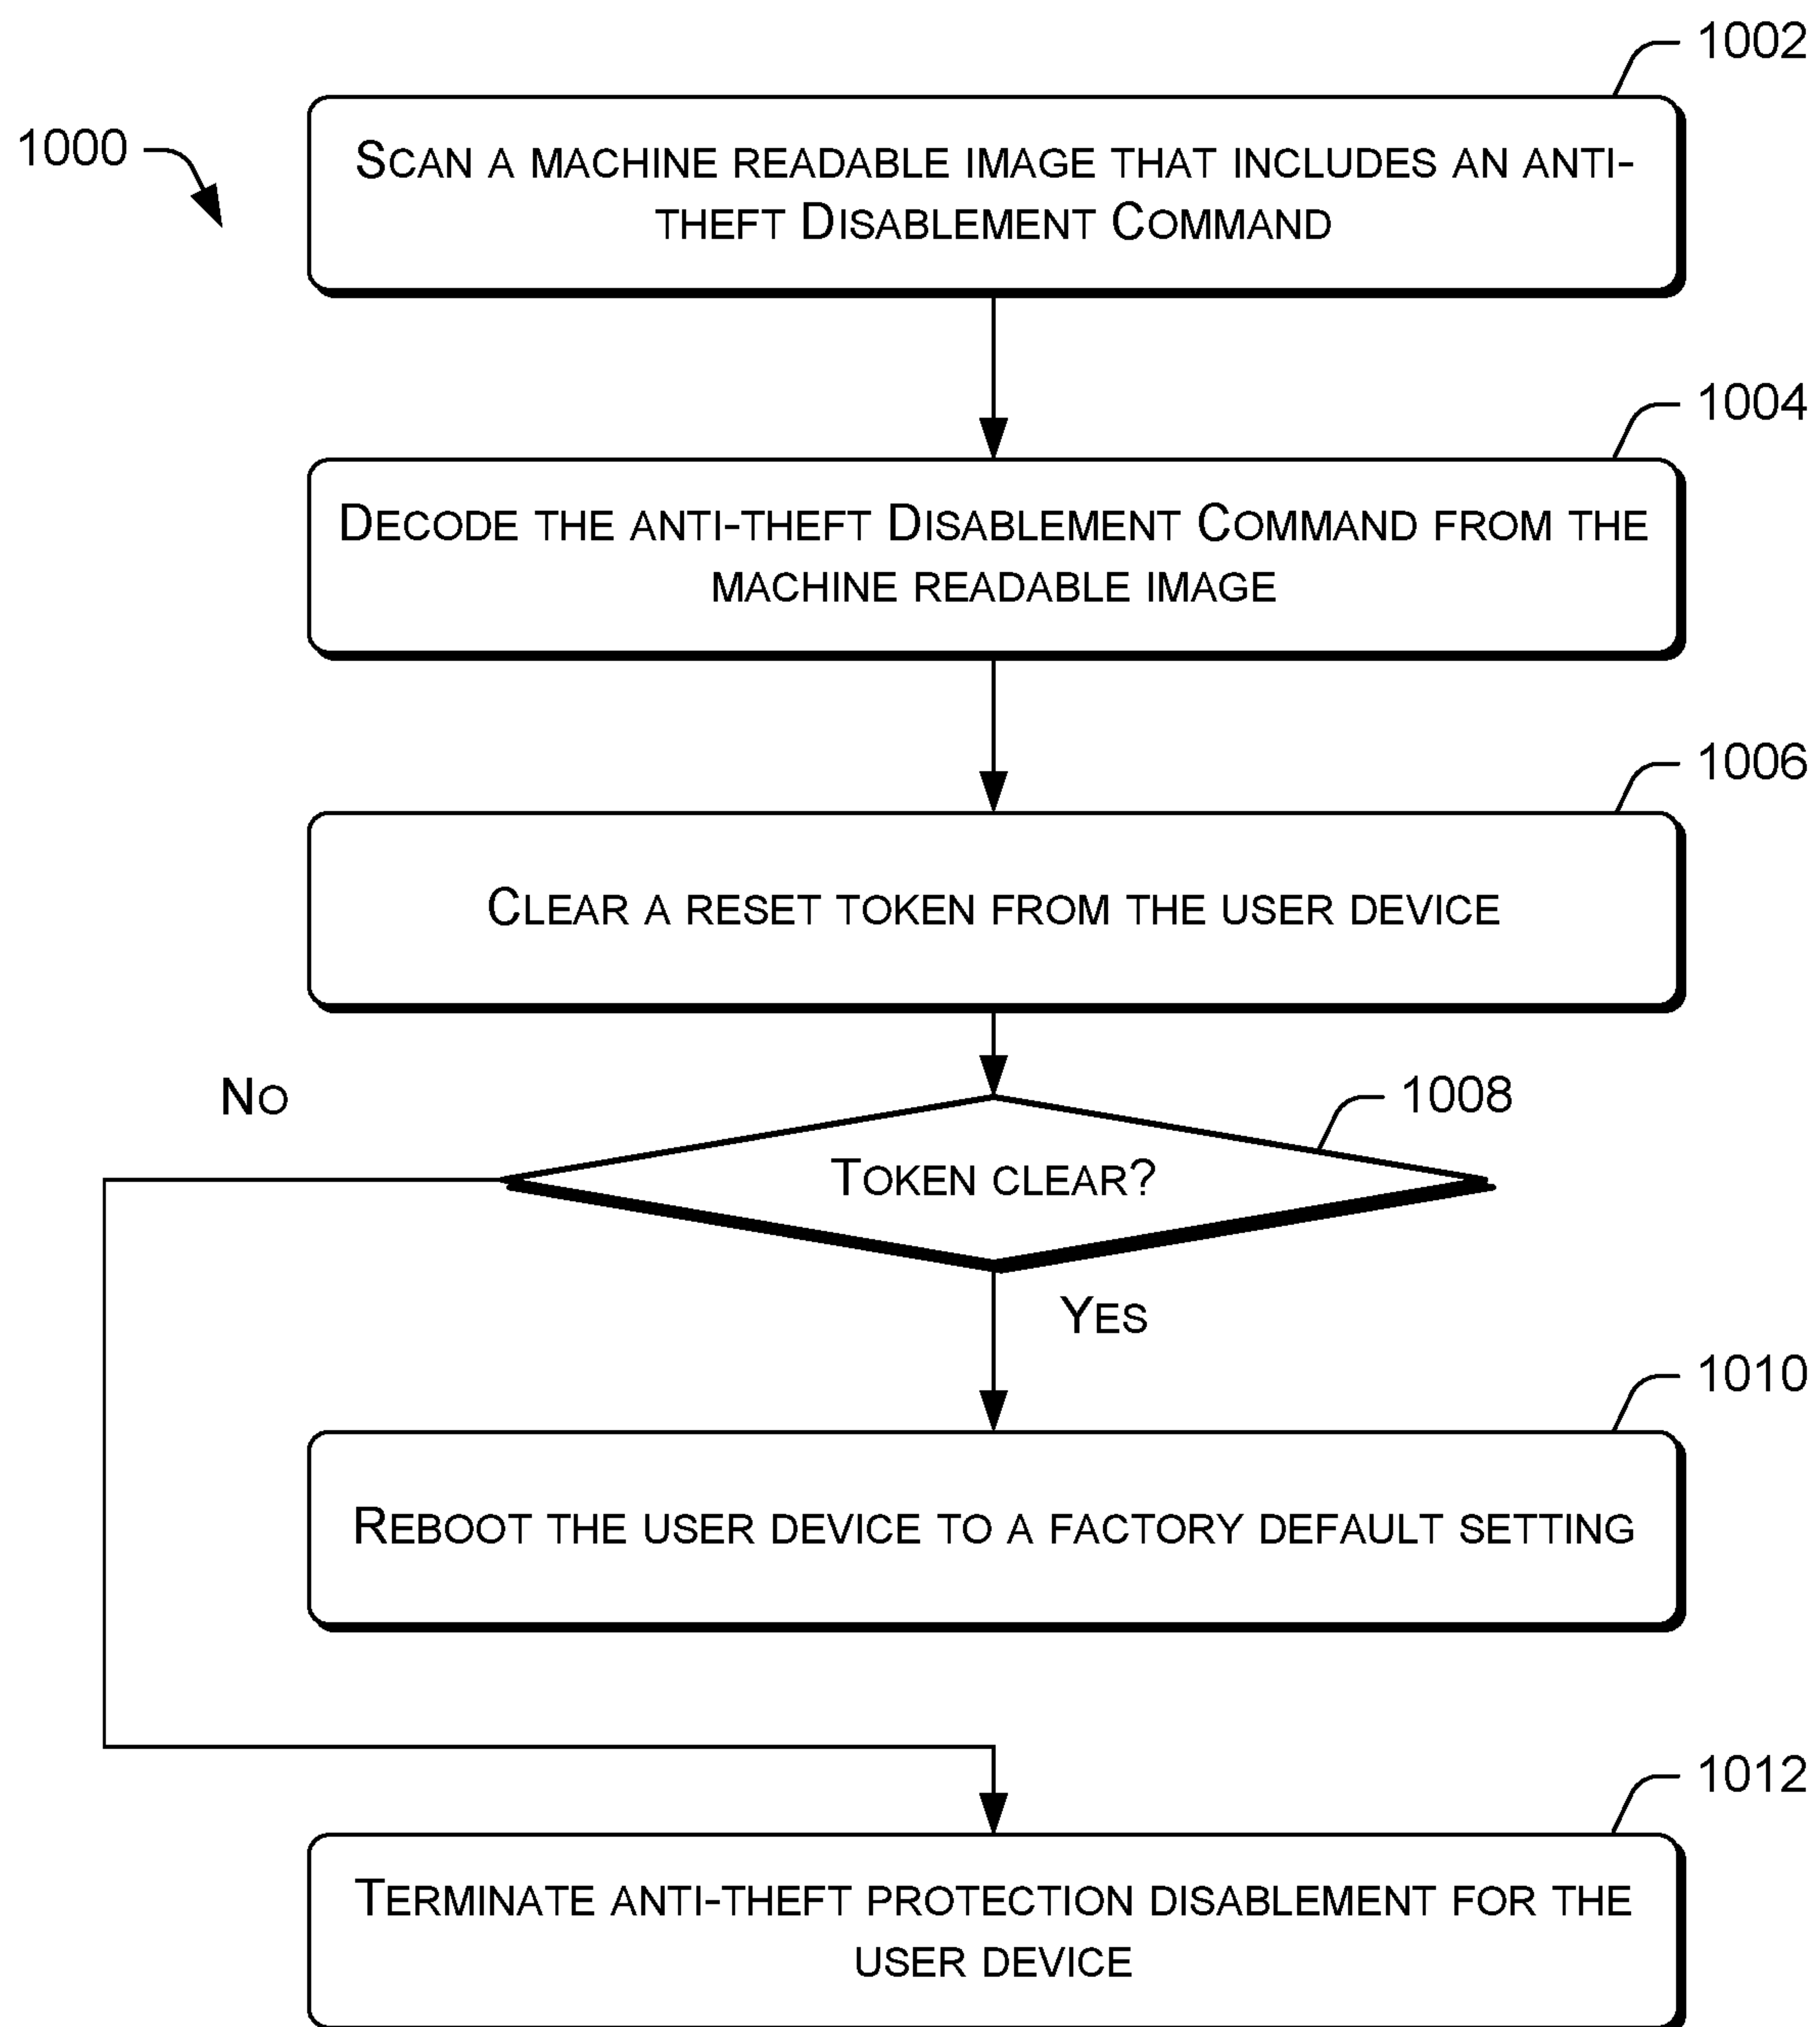 1002
1000
SCAN A MACHINE READABLE IMAGE THAT INCLUDES AN ANTI-
THEFT DISABLEMENT COMMAND
1004
DECODE THE ANTI-THEFT DISABLEMENT COMMAND FROM THE
MACHINE READABLE IMAGE
1006
CLEAR A RESET TOKEN FROM THE USER DEVICE
NO
1008
TOKEN CLEAR?
YES
1010
REBOOT THE USER DEVICE TO A FACTORY DEFAULT SETTING
1012
TERMINATE ANTI-THEFT PROTECTION DISABLEMENT FOR THE
USER DEVICE